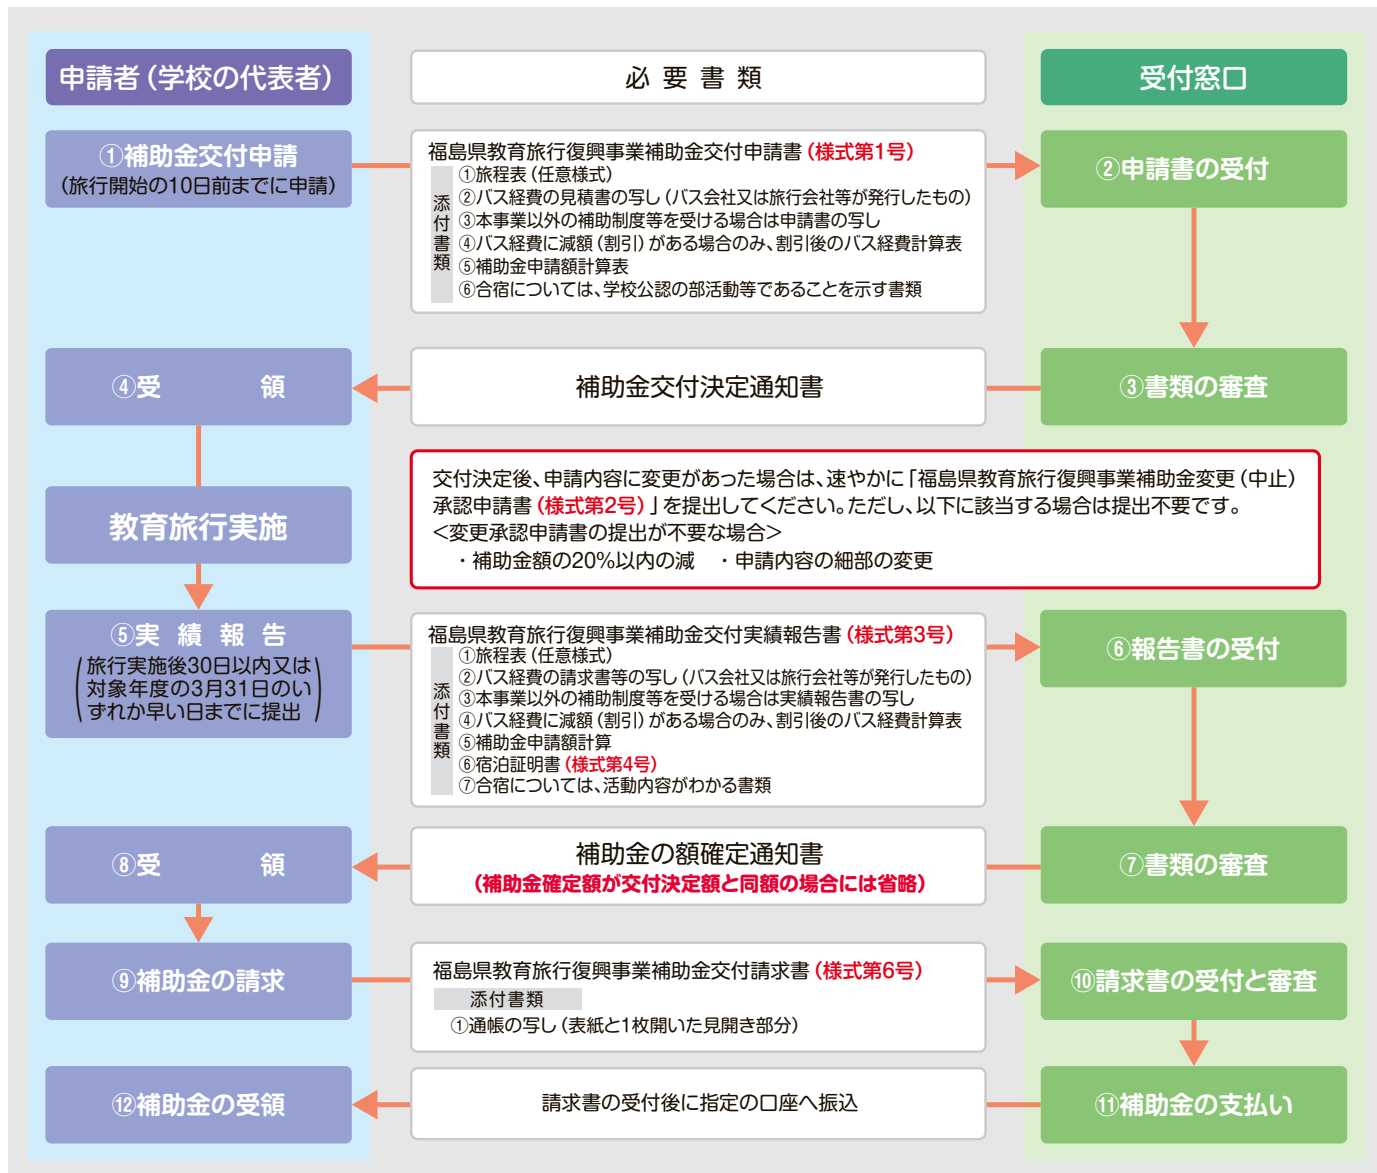 申請者（学校の代表者）
必要書類
受付窓口
①補助金交付申請
（旅行開始の10日前までに申請）
福島県教育旅行復興事業補助金交付申請書（様式第1号）
添付書類
①旅程表（任意様式）
②バス経費の見積書の写し（バス会社又は旅行会社等が発行したもの）
③本事業以外の補助制度等を受ける場合は申請書の写し
④バス経費に減額（割引）がある場合のみ、割引後のバス経費計算表
⑤補助金申請額計算表
⑥合宿については、学校公認の部活動等であることを示す書類
②申請書の受付
④受　領
補助金交付決定通知書
③書類の審査
交付決定後、申請内容に変更があった場合は、速やかに「福島県教育旅行復興事業補助金変更（中止）
承認申請書（様式第2号）」を提出してください。ただし、以下に該当する場合は提出不要です。
＜変更承認申請書の提出が不要な場合＞
・補助金額の20%以内の減　・申請内容の細部の変更
教育旅行実施
⑤実績報告
（旅行実施後30日以内又は
対象年度の3月31日のい
ずれか早い日までに提出）
福島県教育旅行復興事業補助金交付実績報告書（様式第3号）
添付書類
①旅程表（任意様式）
②バス経費の請求書等の写し（バス会社又は旅行会社等が発行したもの）
③本事業以外の補助制度等を受ける場合は実績報告書の写し
④バス経費に減額（割引）がある場合のみ、割引後のバス経費計算表
⑤補助金申請額計算
⑥宿泊証明書（様式第4号）
⑦合宿については、活動内容がわかる書類
⑥報告書の受付
⑧受　領
補助金の額確定通知書
（補助金確定額が交付決定額と同額の場合には省略）
⑦書類の審査
⑨補助金の請求
福島県教育旅行復興事業補助金交付請求書（様式第6号）
添付書類
①通帳の写し（表紙と1枚開いた見開き部分）
⑩請求書の受付と審査
⑫補助金の受領
請求書の受付後に指定の口座へ振込
⑪補助金の支払い